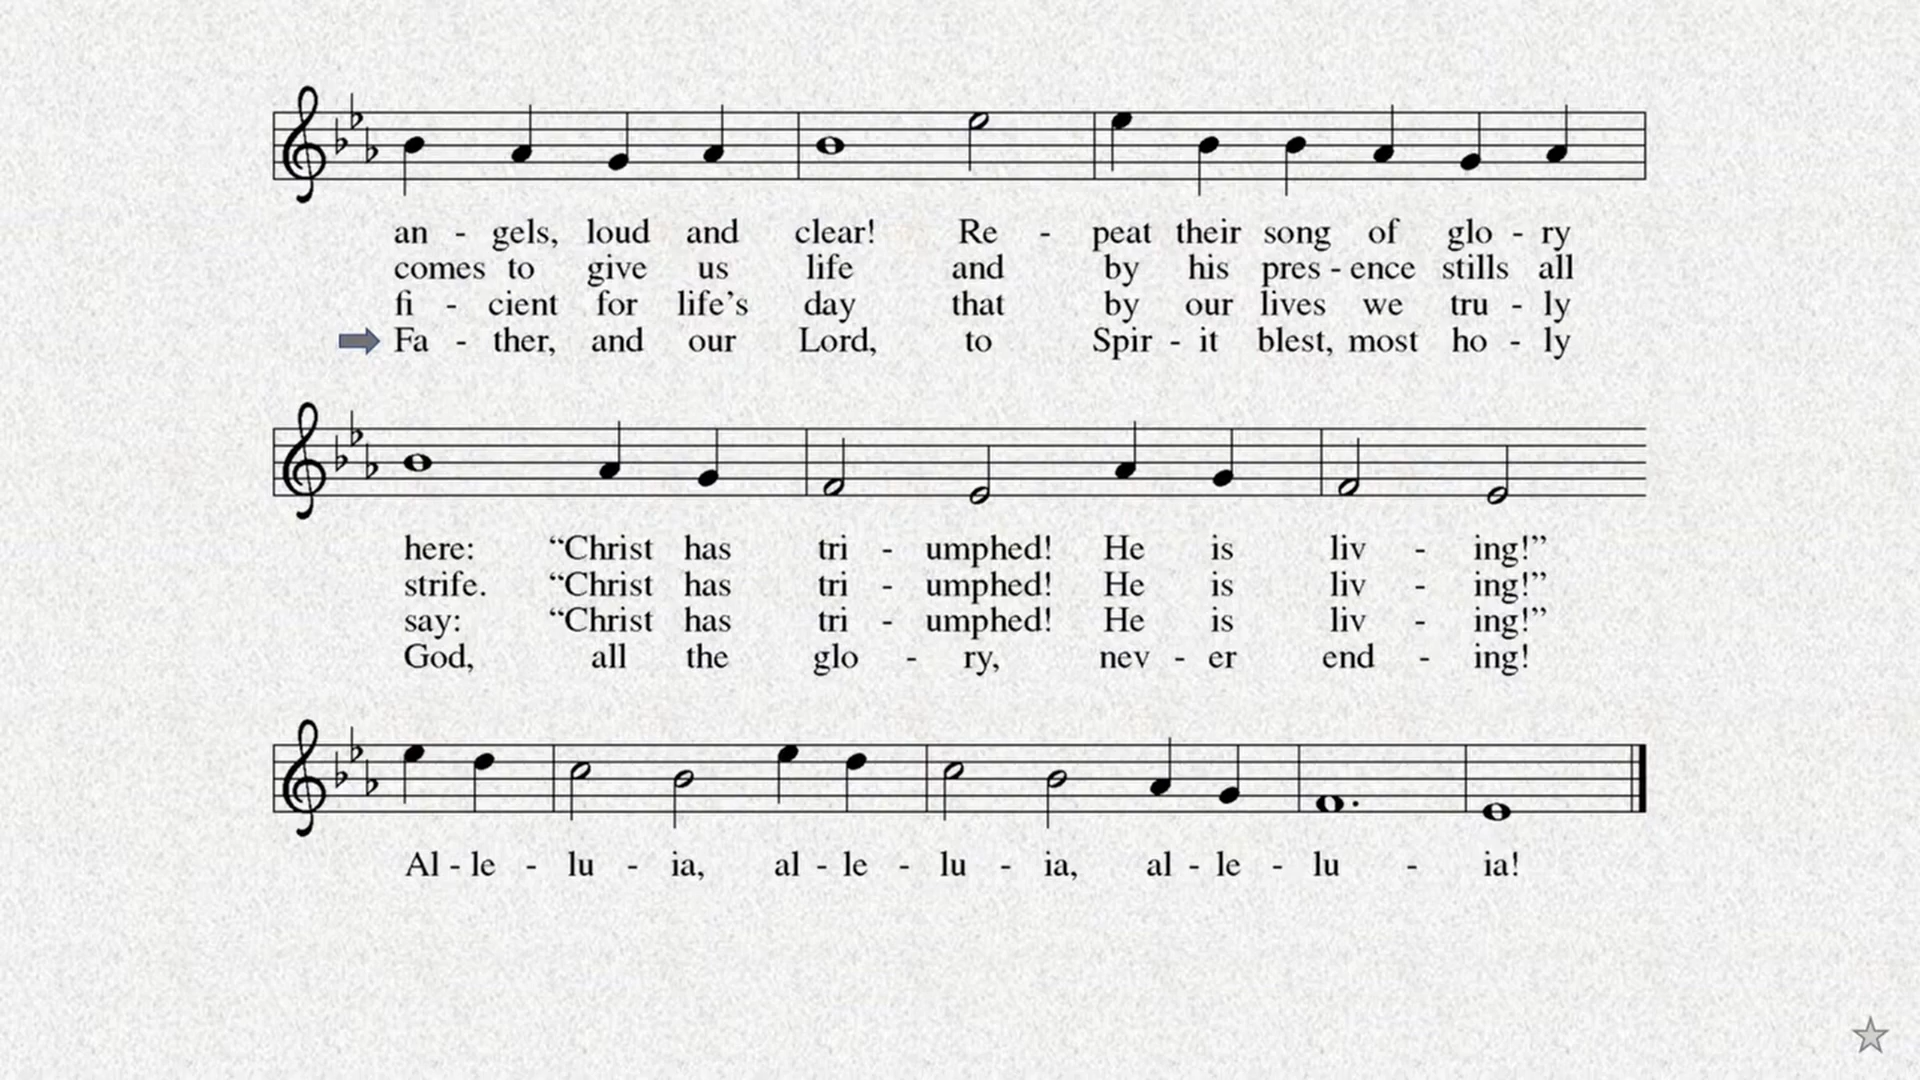 an - gels, loud and clear! Re - peat their song of glo - ry
comes to give us life and by his pres - ence stills all
fi - cient for life's day that by our lives we tru - ly
Fa - ther, and our Lord, to Spir - it blest, most ho - ly
here: “Christ has tri - umphed! He is liv - ing!”
strife. “Christ has tri - umphed! He is liv - ing!”
say: “Christ has tri - umphed! He is liv - ing!”
God, all the glo - ry, nev - er end - ing!
Al - le - lu - ia, al - le - lu - ia, al - le - lu - ia!